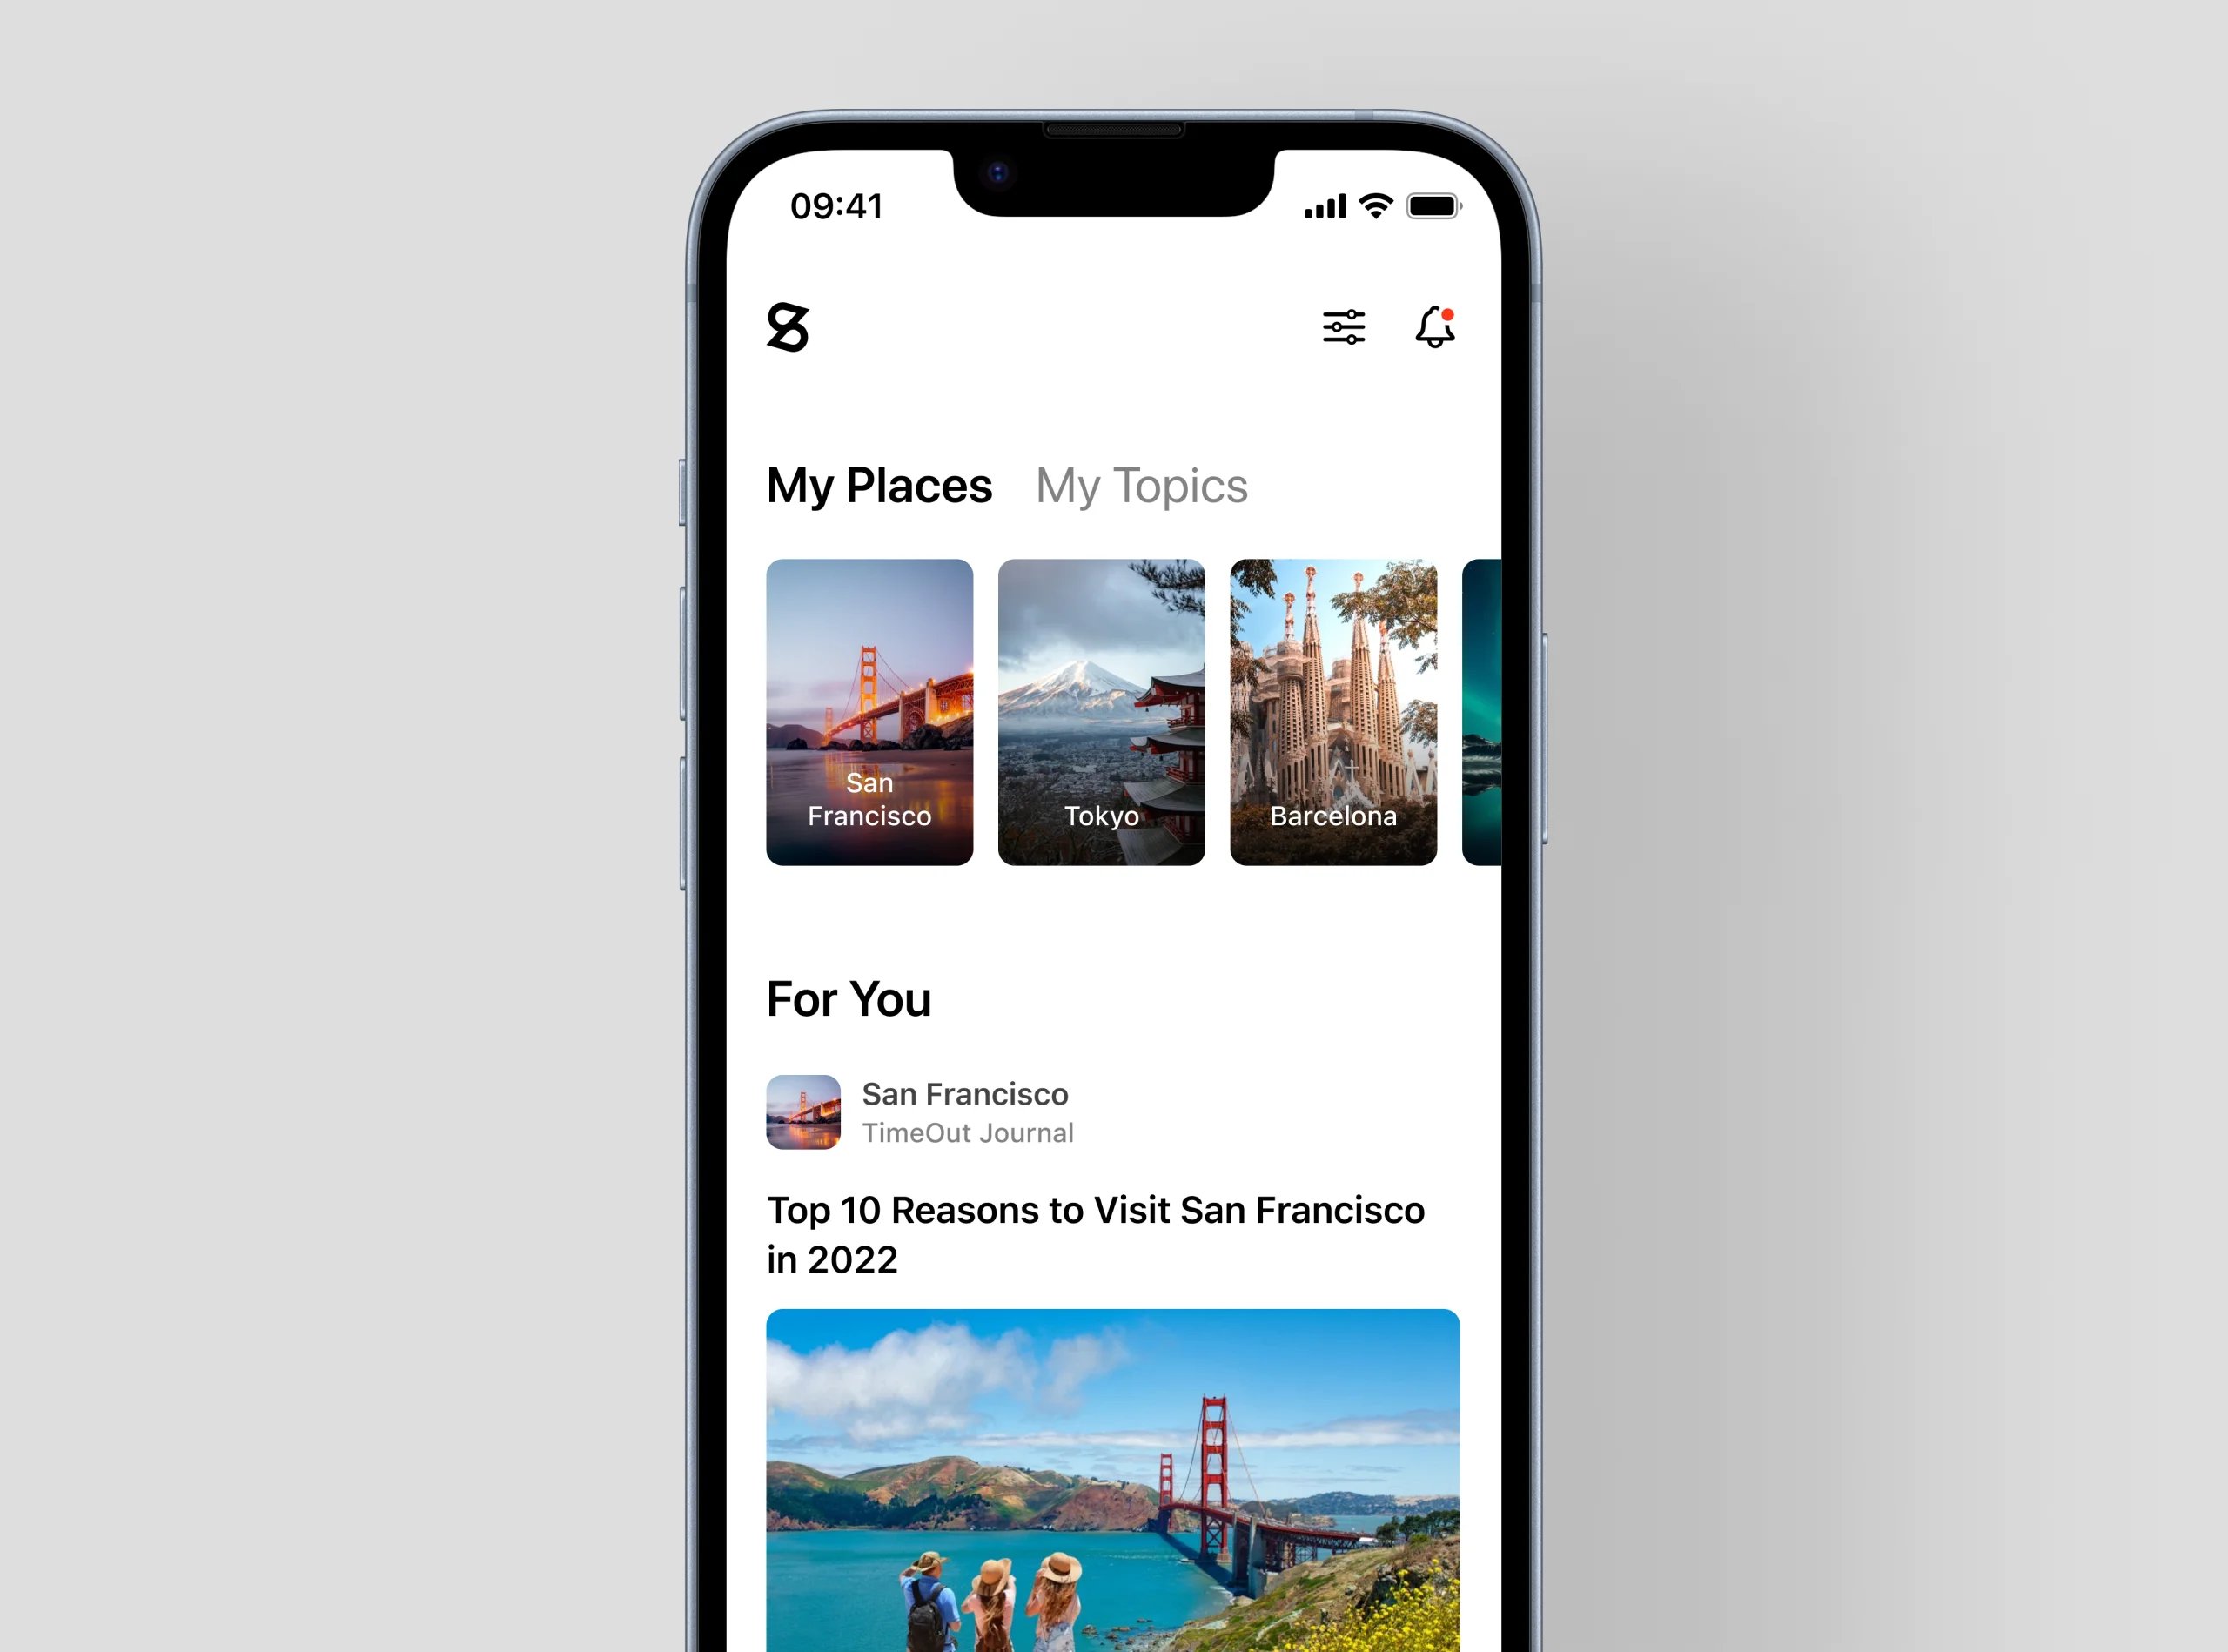 09:41
My Places My Topics
San
Francisco
Tokyo
Barcelona
For You
San Francisco
TimeOut Journal
Top 10 Reasons to Visit San Francisco
in 2022